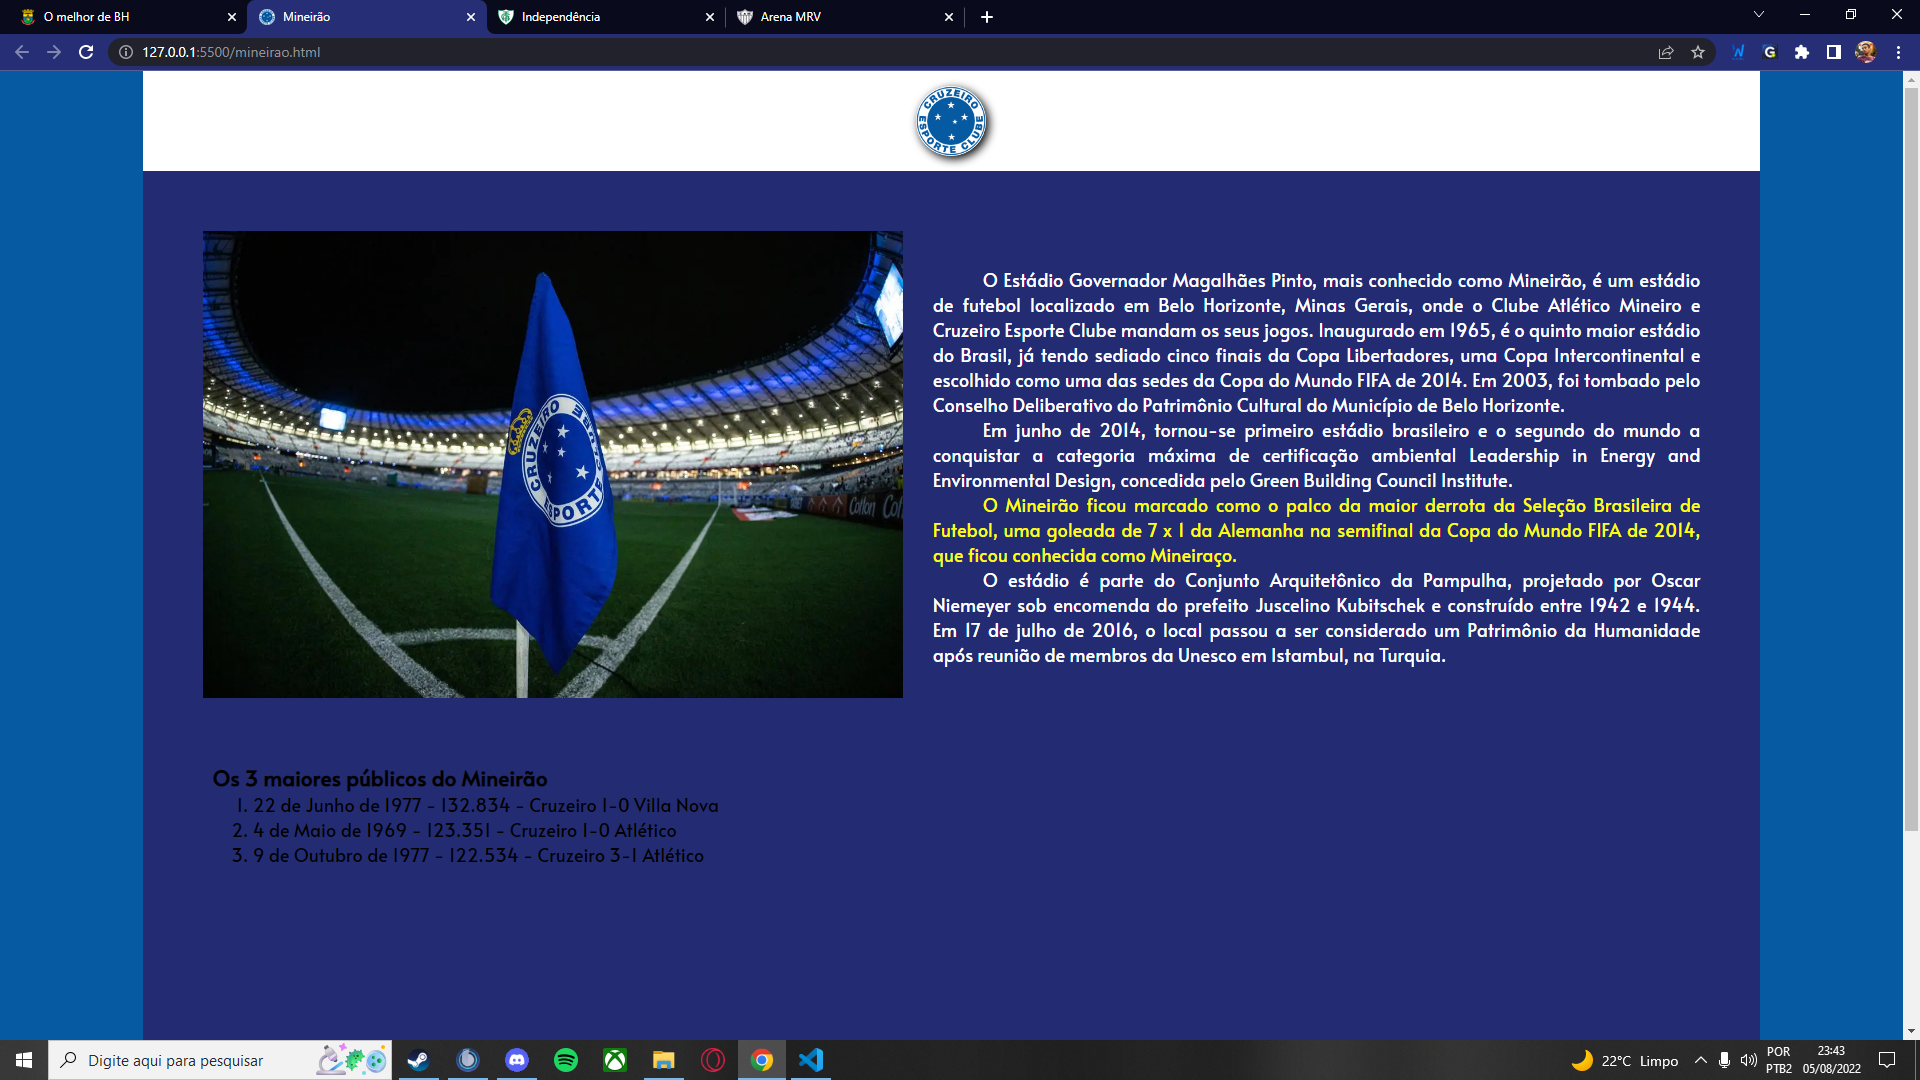 O melhor de BH
Mineirão
Independência
Arena MRV
127.0.0.1:5500/mineirao.html
CRUZEIRO
ESPORTE CLUBE
O Estádio Governador Magalhães Pinto, mais conhecido como Mineirão, é um estádio
de futebol localizado em Belo Horizonte, Minas Gerais, onde o Clube Atlético Mineiro e
Cruzeiro Esporte Clube mandam os seus jogos. Inaugurado em 1965, é o quinto maior estádio
do Brasil, já tendo sediado cinco finais da Copa Libertadores, uma Copa Intercontinental e
escolhido como uma das sedes da Copa do Mundo FIFA de 2014. Em 2003, foi tombado pelo
Conselho Deliberativo do Patrimônio Cultural do Município de Belo Horizonte.
Em junho de 2014, tornou-se primeiro estádio brasileiro e o segundo do mundo a
conquistar a categoria máxima de certificação ambiental Leadership in Energy and
Environmental Design, concedida pelo Green Building Council Institute.
O Mineirão ficou marcado como o palco da maior derrota da Seleção Brasileira de
Futebol, uma goleada de 7 x 1 da Alemanha na semifinal da Copa do Mundo FIFA de 2014,
que ficou conhecida como Mineiraço.
O estádio é parte do Conjunto Arquitetônico da Pampulha, projetado por Oscar
Niemeyer sob encomenda do prefeito Juscelino Kubitschek e construído entre 1942 e 1944.
Em 17 de julho de 2016, o local passou a ser considerado um Patrimônio da Humanidade
após reunião de membros da Unesco em Istambul, na Turquia.
CRUZEIRO
ESPORTE
Os 3 maiores públicos do Mineirão
1. 22 de Junho de 1977 - 132.834 - Cruzeiro 1-0 Villa Nova
2. 4 de Maio de 1969 - 123.351 - Cruzeiro 1-0 Atlético
3. 9 de Outubro de 1977 - 122.534 - Cruzeiro 3-1 Atlético
Digite aqui para pesquisar
22°C Limpo
POR
PTB2
23:43
05/08/2022